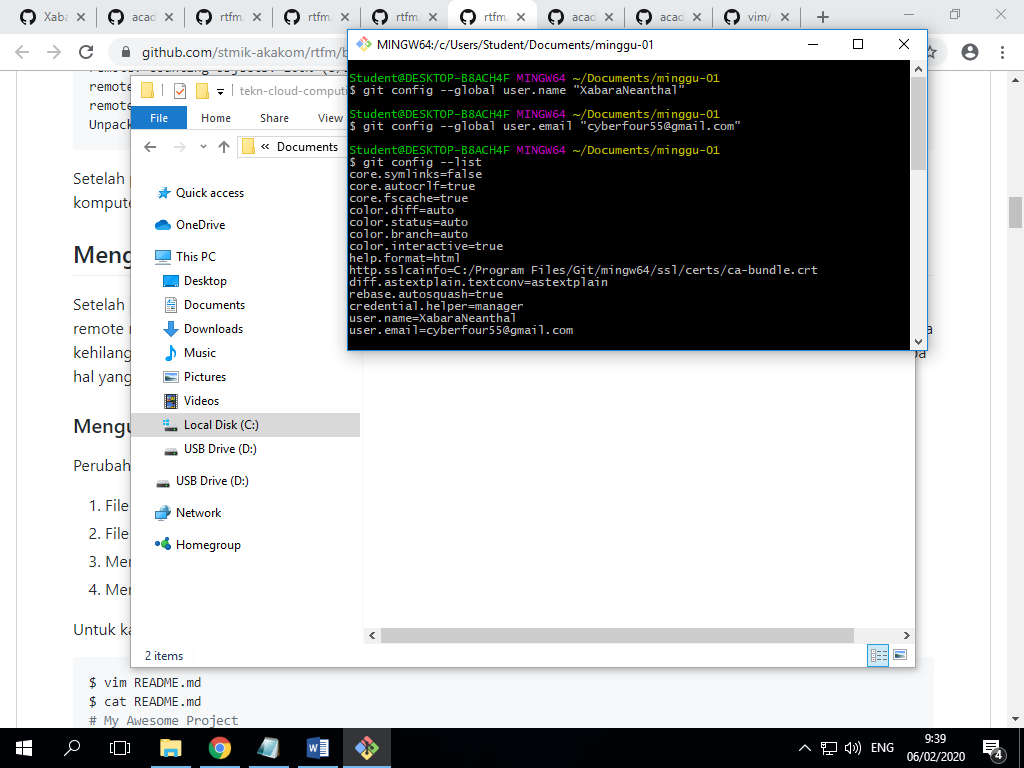 Xaba
acad
rtfm/
rtfm
rtfm
rtfm,
acad
acad
vim/
github.com/stmik-akakom/rtfm/b
MINGW64:/c/Users/Student/Documents/minggu-01
Student@DESKTOP-B8ACH4F MINGW64 ~/Documents/minggu-01
$ git config --global user.name "XabaraNeanthal"
Student@DESKTOP-B8ACH4F MINGW64 ~/Documents/minggu-01
$ git config --global user.email "cyberfour55@gmail.com"
Student@DESKTOP-B8ACH4F MINGW64 ~/Documents/minggu-01
$ git config --list
core.symlinks=false
core.autocrlf=true
core.fscache=true
color.diff=auto
color.status=auto
color.branch=auto
color.interactive=true
help.format=html
http.sslcainfo=C:/Program Files/Git/mingw64/ssl/certs/ca-bundle.crt
diff.astextplain.textconv=astextplain
rebase.autosquash=true
credential.helper=manager
user.name=XabaraNeanthal
user.email=cyberfour55@gmail.com
tekn-cloud-computi
File Home Share View
« Documents
Quick access
OneDrive
This PC
Desktop
Documents
Downloads
Music
Pictures
Videos
Local Disk (C:)
USB Drive (D:)
USB Drive (D:)
Network
Homegroup
2 items
remote
remote
Unpack
Setelah
kompute
Meng
Setelah
remote
kehilang
hal yang
Mengu
Perubah
1. File
2. File
3. Mer
4. Mer
Untuk ka
$ vim README.md
$ cat README.md
# My Awesome Project
ENG
9:39
06/02/2020
4